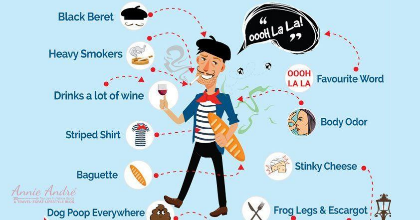 Black Beret
"OOOH La La!"
Heavy Smokers
OOOH
LA LA
Favourite Word
Drinks a lot of wine
Body Odor
Striped Shirt
Stinky Cheese
Baguette
Annie André
Dog Poop Everywhere
Frog Legs & Escargot